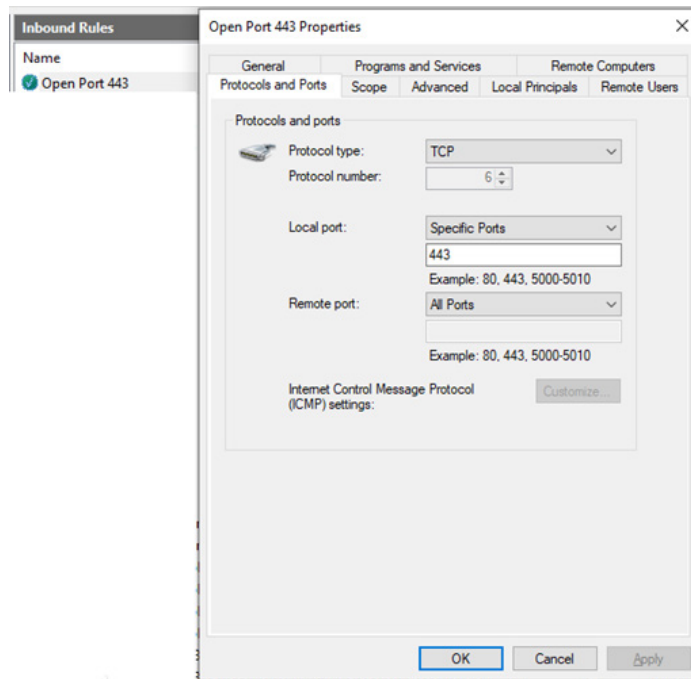 Inbound Rules
Name
Open Port 443
Open Port 443 Properties
General Programs and Services Remote Computers
Protocols and Ports Scope Advanced Local Principals Remote Users
Protocols and ports
Protocol type: TCP
Protocol number: 6
Local port: Specific Ports
443
Example: 80, 443, 5000-5010
Remote port: All Ports
Example: 80, 443, 5000-5010
Internet Control Message Protocol Customize...
(ICMP) settings:
OK Cancel Apply